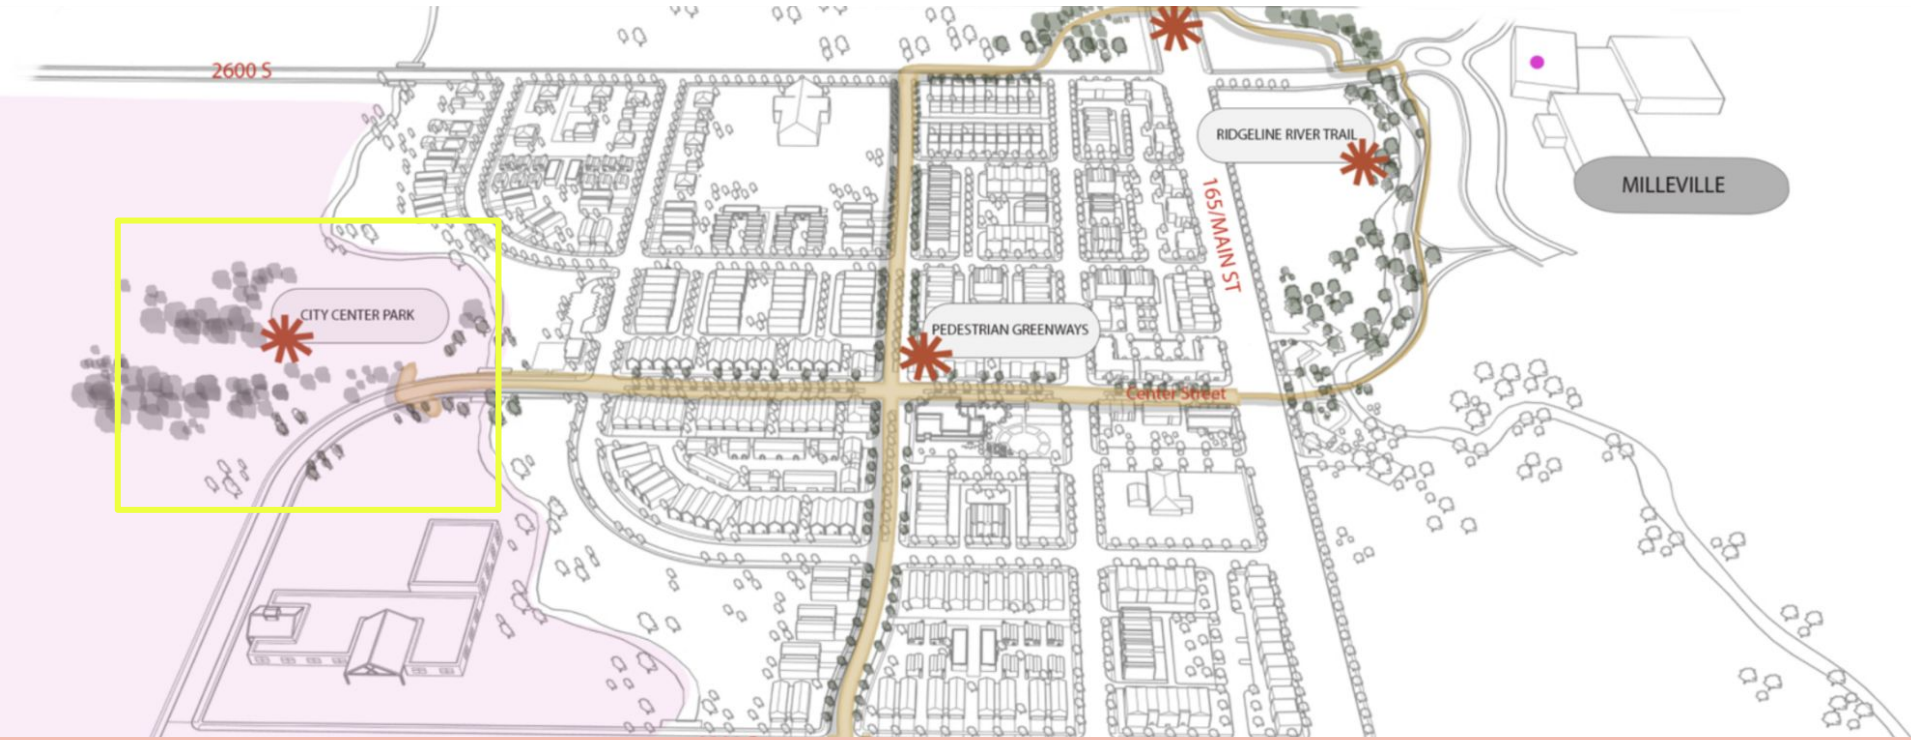 2600 S
RIDGELINE RIVER TRAIL
MILLEVILLE
165/MAIN ST
CITY CENTER PARK
PEDESTRIAN GREENWAYS
Center Street